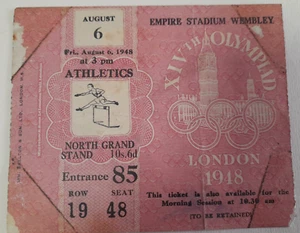 AUGUST
6
Fri. August 6, 1948
at 3 pm
ATHLETICS
NORTH GRAND
STAND 10s. 6d
Entrance 85
ROW SEAT
19 48
EMPIRE STADIUM WEMBLEY
XIVTH OLYMPIAD
LONDON
1948
This ticket is also available for the
Morning Session at 10.30 am
(TO BE RETAINED)